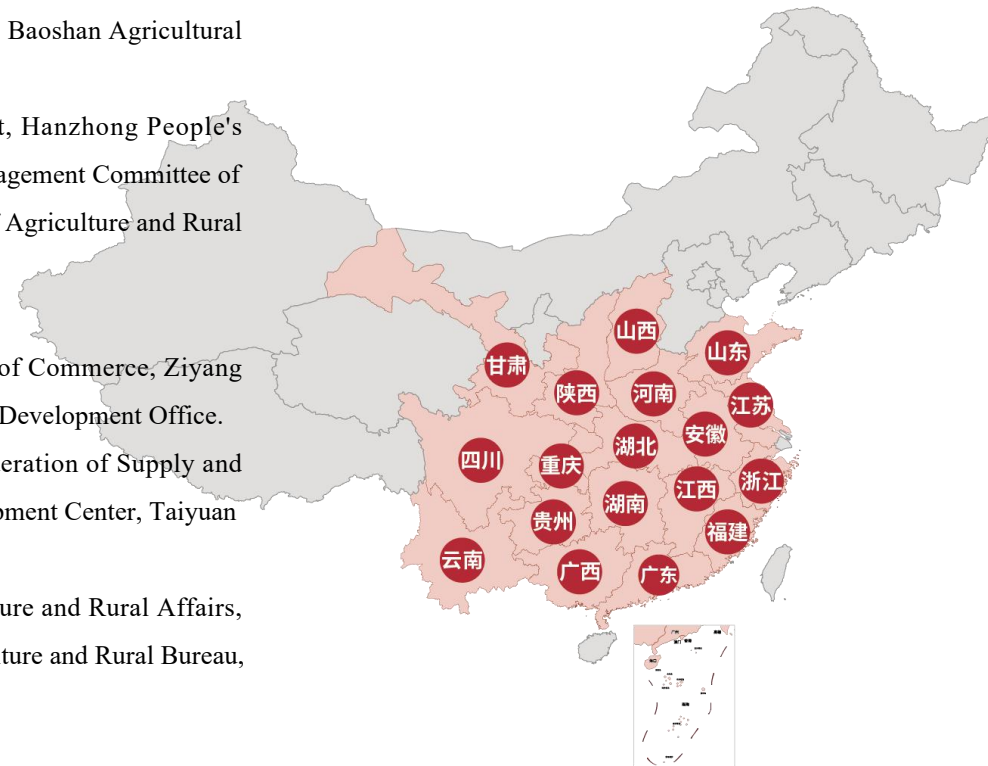 Baoshan Agricultural
t, Hanzhong People's
agement Committee of
Agriculture and Rural
of Commerce, Ziyang
Development Office.
eration of Supply and
pment Center, Taiyuan
ure and Rural Affairs,
lture and Rural Bureau,
山西
山东
甘肃
陕西
河南
江苏
安徽
湖北
四川
重庆
江西
浙江
湖南
贵州
福建
云南
广西
广东